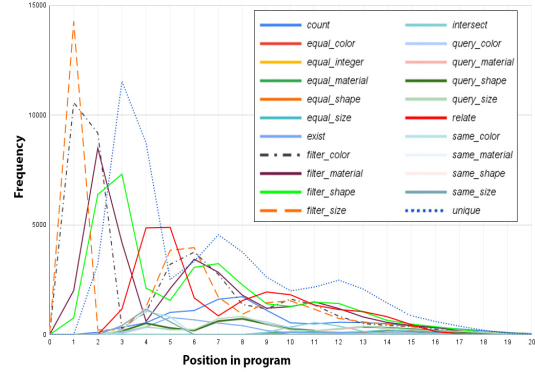 15000
10000
5000
0
Frequency
count
equal_color
equal_integer
equal_material
equal_shape
equal_size
exist
filter_color
filter_material
filter_shape
filter_size
intersect
query_color
query_material
query_shape
query_size
relate
same_color
same_material
same_shape
same_size
unique
0 1 2 3 4 5 6 7 8 9 10 11 12 13 14 15 16 17 18 19 20
Position in program